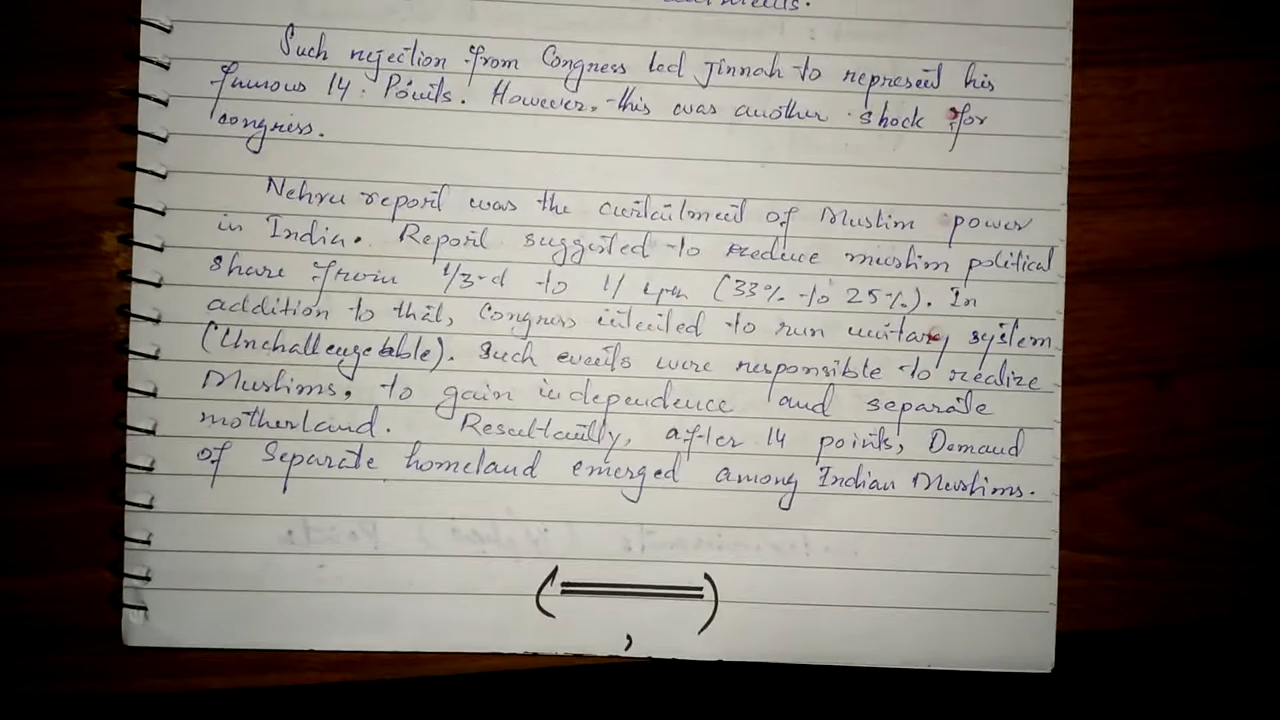 Such rejection from Congress led Jinnah to represent his
famous 14 Points. However, this was another shock for
congress.
Nehru report was the curtailment of Muslim power
in India. Report suggested to reduce muslim political
share from 1/3rd to 1/4th (33% to 25%). In
addition to that, Congress intended to run unitary system
(Unchallengeable). Such events were responsible to realize
Muslims, to gain independence and separate
motherland. Resultantly, after 14 points, Demand
of Separate homeland emerged among Indian Muslims.